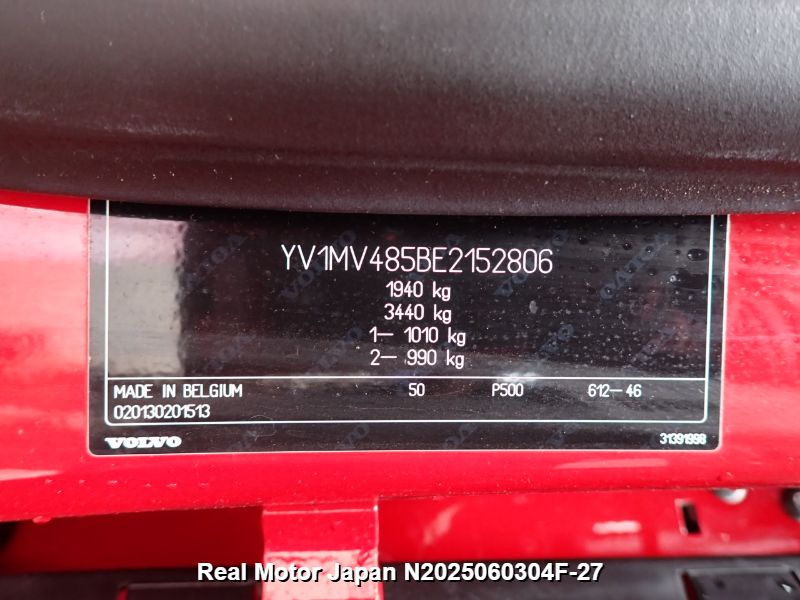 YV1MV485BE2152806
1940 kg
3440 kg
1— 1010 kg
2— 990 kg
MADE IN BELGIUM 50 P500 612—46
020130201513
VOLVO 31391998
Real Motor Japan N2025060304F-27